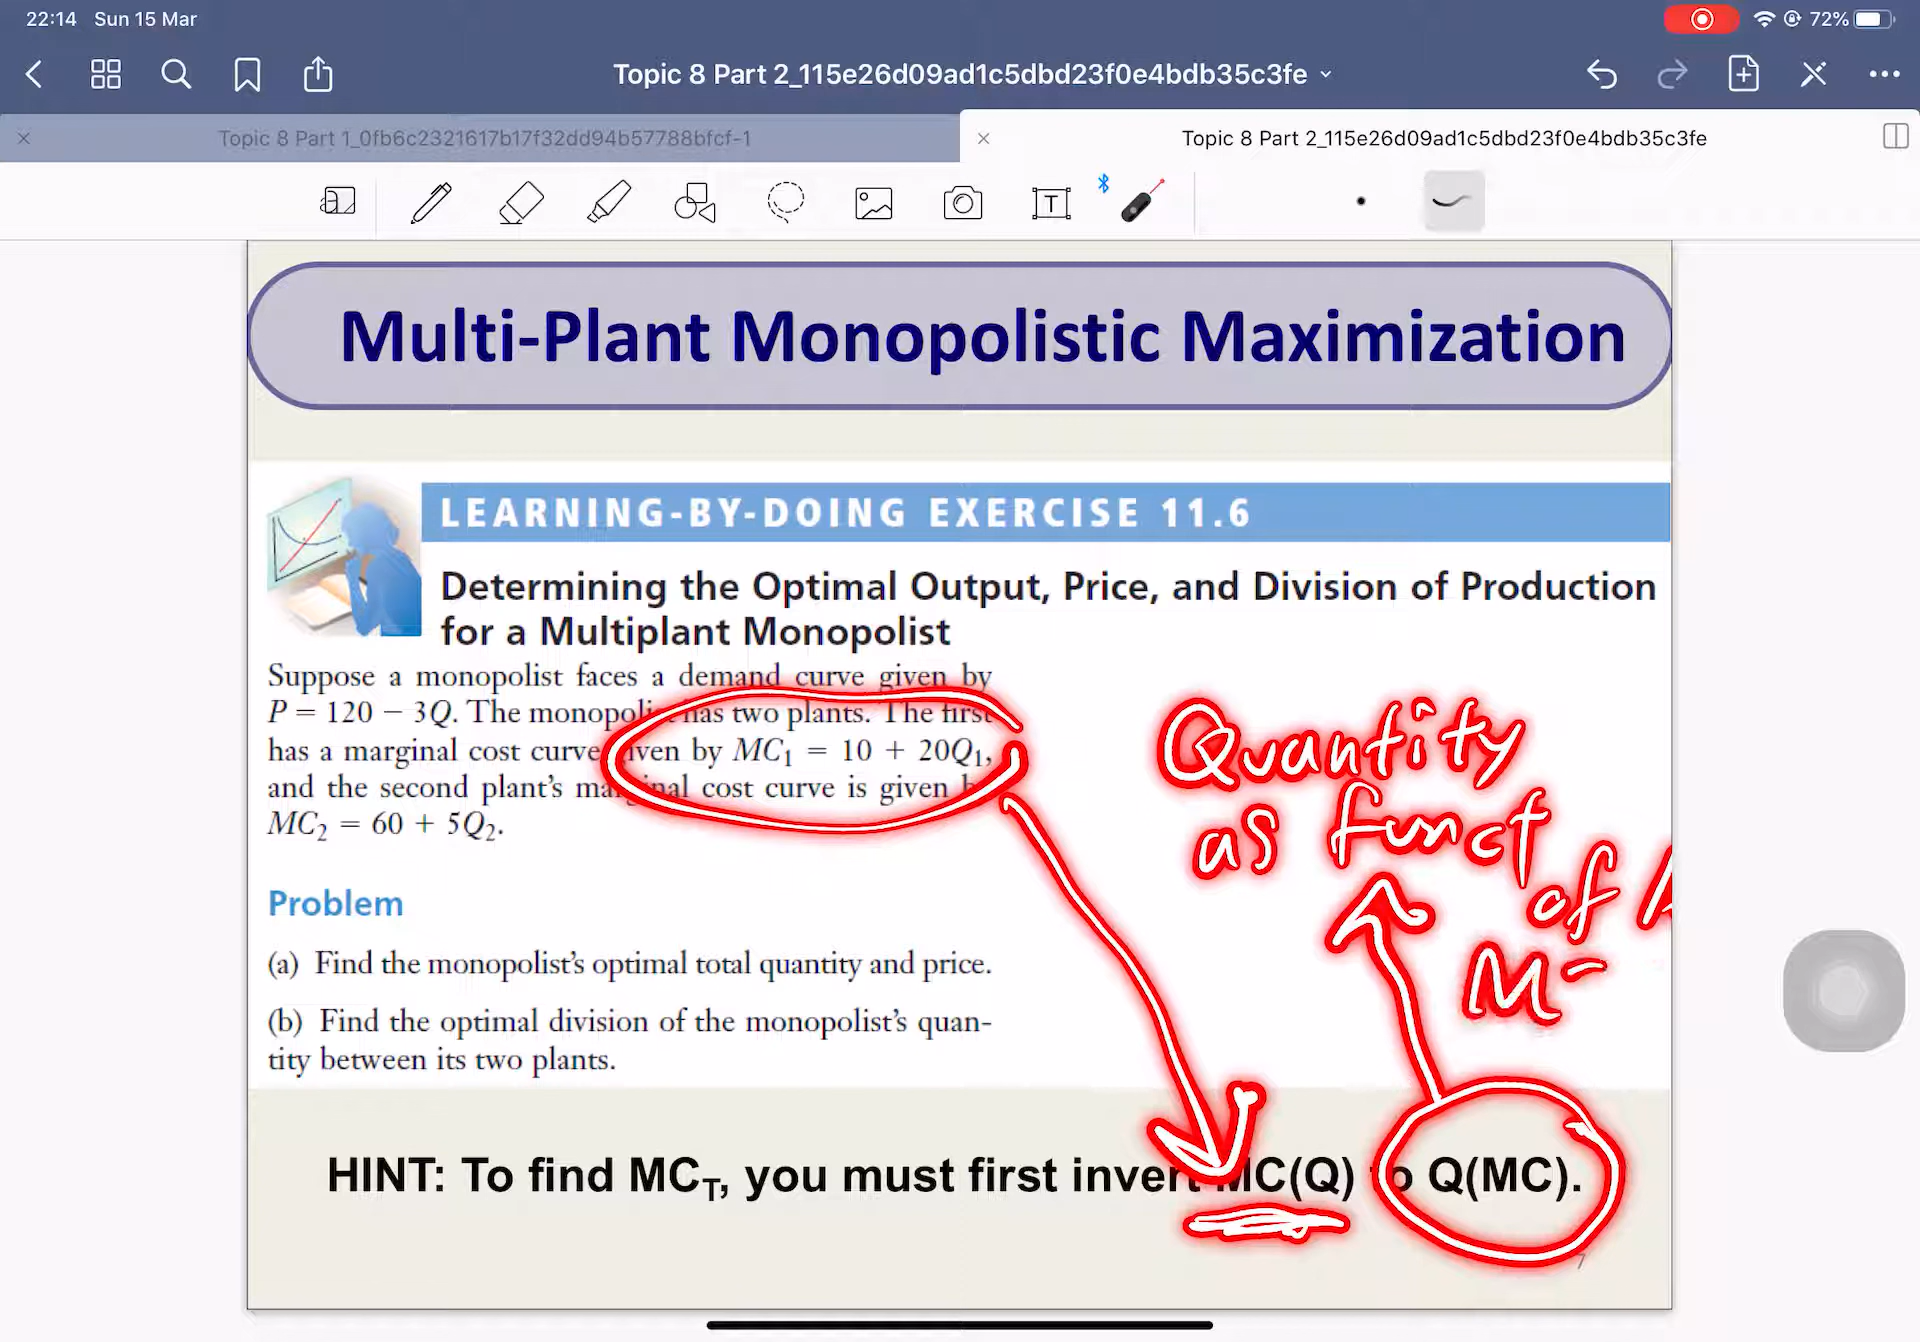 22:14 Sun 15 Mar
72%
Topic 8 Part 2_115e26d09ad1c5dbd23f0e4bdb35c3fe
Topic 8 Part 1_0fb6c2321617b17f32dd94b57788bfcf-1
Topic 8 Part 2_115e26d09ad1c5dbd23f0e4bdb35c3fe
Multi-Plant Monopolistic Maximization
LEARNING-BY-DOING EXERCISE 11.6
Determining the Optimal Output, Price, and Division of Production
for a Multiplant Monopolist
Suppose a monopolist faces a demand curve given by
P = 120 − 3Q. The monopolist has two plants. The first
has a marginal cost curve given by MC₁ = 10 + 20Q₁,
and the second plant's marginal cost curve is given by
MC₂ = 60 + 5Q₂.
Quantity
as funct
of
Problem
(a) Find the monopolist's optimal total quantity and price.
(b) Find the optimal division of the monopolist's quan-
tity between its two plants.
HINT: To find MC_T, you must first invert MC(Q) to Q(MC).
7